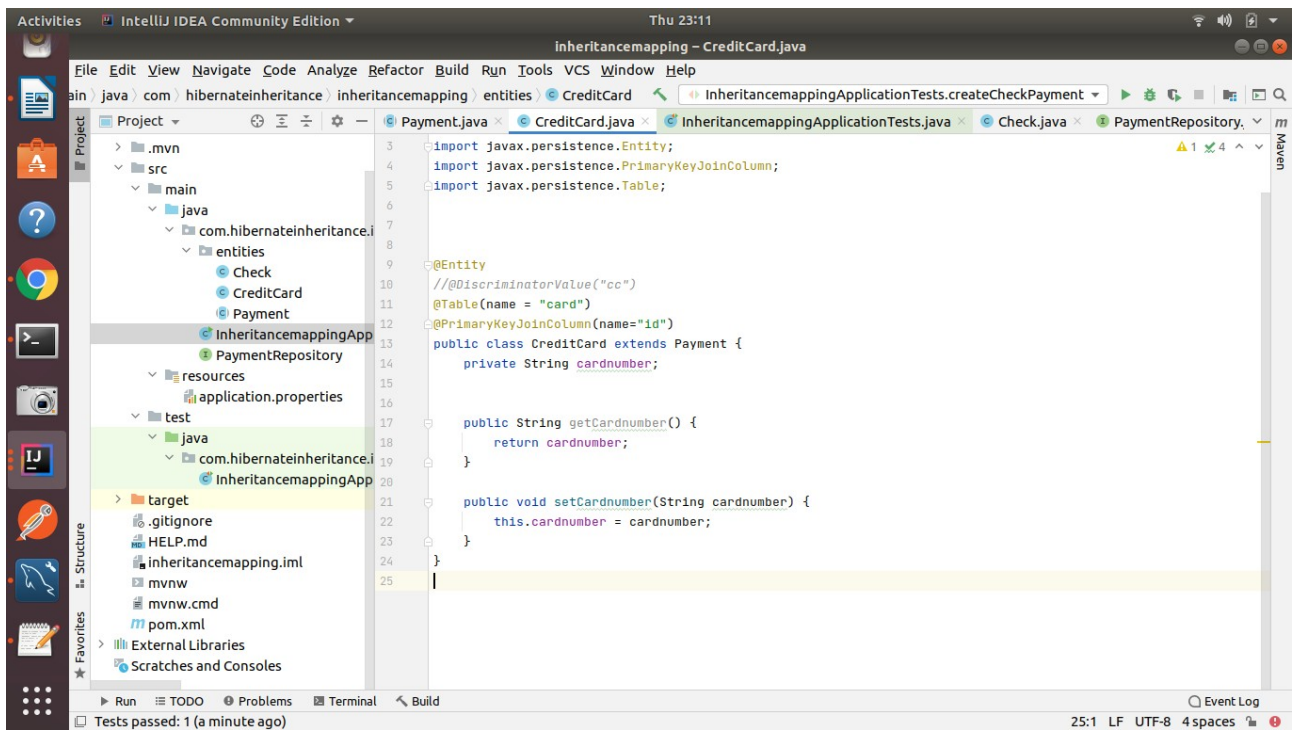 Activities IntelliJ IDEA Community Edition Thu 23:11
inheritancemapping – CreditCard.java
File Edit View Navigate Code Analyze Refactor Build Run Tools VCS Window Help
ain java com hibernateinheritance inheritancemapping entities CreditCard InheritancemappingApplicationTests.createCheckPayment
Project Payment.java CreditCard.java InheritancemappingApplicationTests.java Check.java PaymentRepository. m
Project
Maven
Structure
Favorites
.mvn
src
main
java
com.hibernateinheritance.i
entities
Check
CreditCard
Payment
InheritancemappingApp
PaymentRepository
resources
application.properties
test
java
com.hibernateinheritance.i
InheritancemappingApp
target
.gitignore
HELP.md
inheritancemapping.iml
mvnw
mvnw.cmd
pom.xml
External Libraries
Scratches and Consoles
1 4
3 import javax.persistence.Entity;
4 import javax.persistence.PrimaryKeyJoinColumn;
5 import javax.persistence.Table;
6
7
8
9 @Entity
10 //@DiscriminatorValue("cc")
11 @Table(name = "card")
12 @PrimaryKeyJoinColumn(name="id")
13 public class CreditCard extends Payment {
14 private String cardnumber;
15
16
17 public String getCardnumber() {
18 return cardnumber;
19 }
20
21 public void setCardnumber(String cardnumber) {
22 this.cardnumber = cardnumber;
23 }
24 }
25
Run TODO Problems Terminal Build Event Log
Tests passed: 1 (a minute ago) 25:1 LF UTF-8 4 spaces